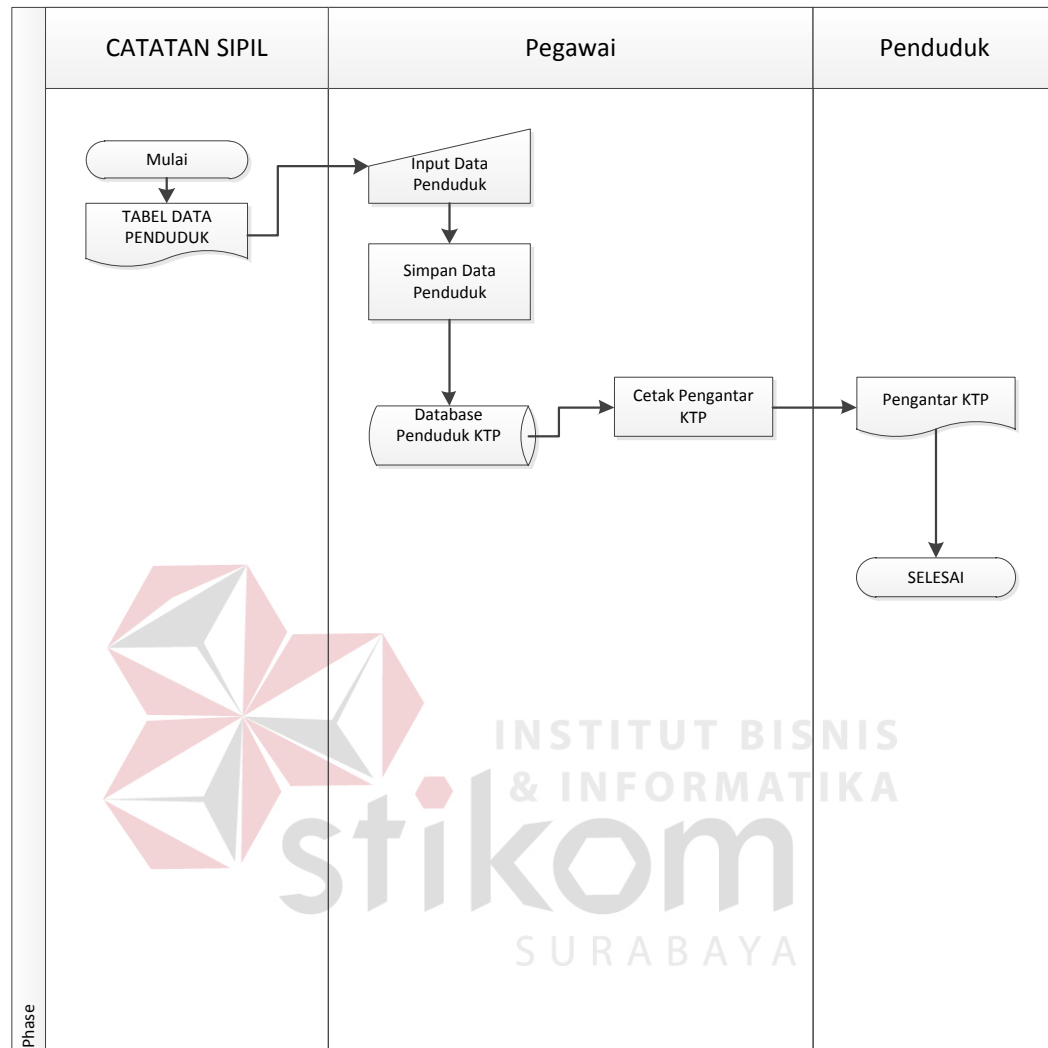 CATATAN SIPIL
Pegawai
Penduduk
Mulai
TABEL DATA
PENDUDUK
Input Data
Penduduk
Simpan Data
Penduduk
Database
Penduduk KTP
Cetak Pengantar
KTP
Pengantar KTP
SELESAI
INSTITUT BISNIS
& INFORMATIKA
stikom
SURABAYA
Phase